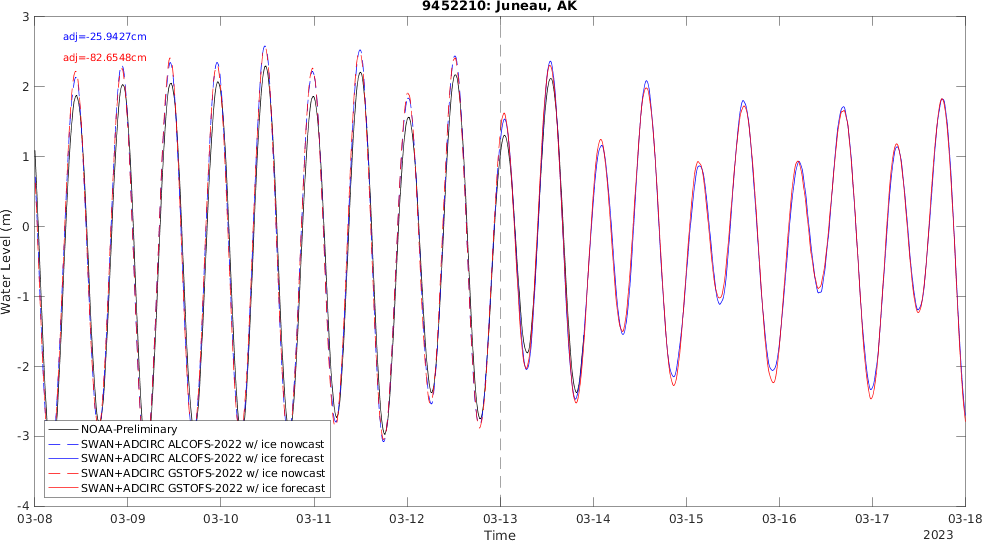 9452210: Juneau, AK
adj=-25.9427cm
adj=-82.6548cm
3
2
1
0
-1
-2
-3
-4
Water Level (m)
NOAA-Preliminary
SWAN+ADCIRC ALCOFS-2022 w/ ice nowcast
SWAN+ADCIRC ALCOFS-2022 w/ ice forecast
SWAN+ADCIRC GSTOFS-2022 w/ ice nowcast
SWAN+ADCIRC GSTOFS-2022 w/ ice forecast
03-08 03-09 03-10 03-11 03-12 03-13 03-14 03-15 03-16 03-17 03-18
Time
2023